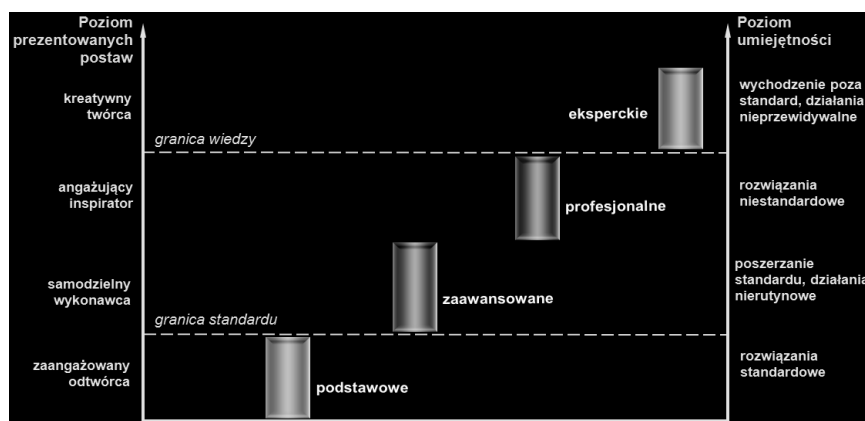 Poziom
prezentowanych
postaw
Poziom
umiejętności
kreatywny
twórca
eksperckie
wychodzenie poza
standard, działania
nieprzewidywalne
granica wiedzy
angażujący
inspirator
profesjonalne
rozwiązania
niestandardowe
samodzielny
wykonawca
zaawansowane
poszerzanie
standardu, działania
nierutynowe
granica standardu
zaangażowany
odtwórca
podstawowe
rozwiązania
standardowe